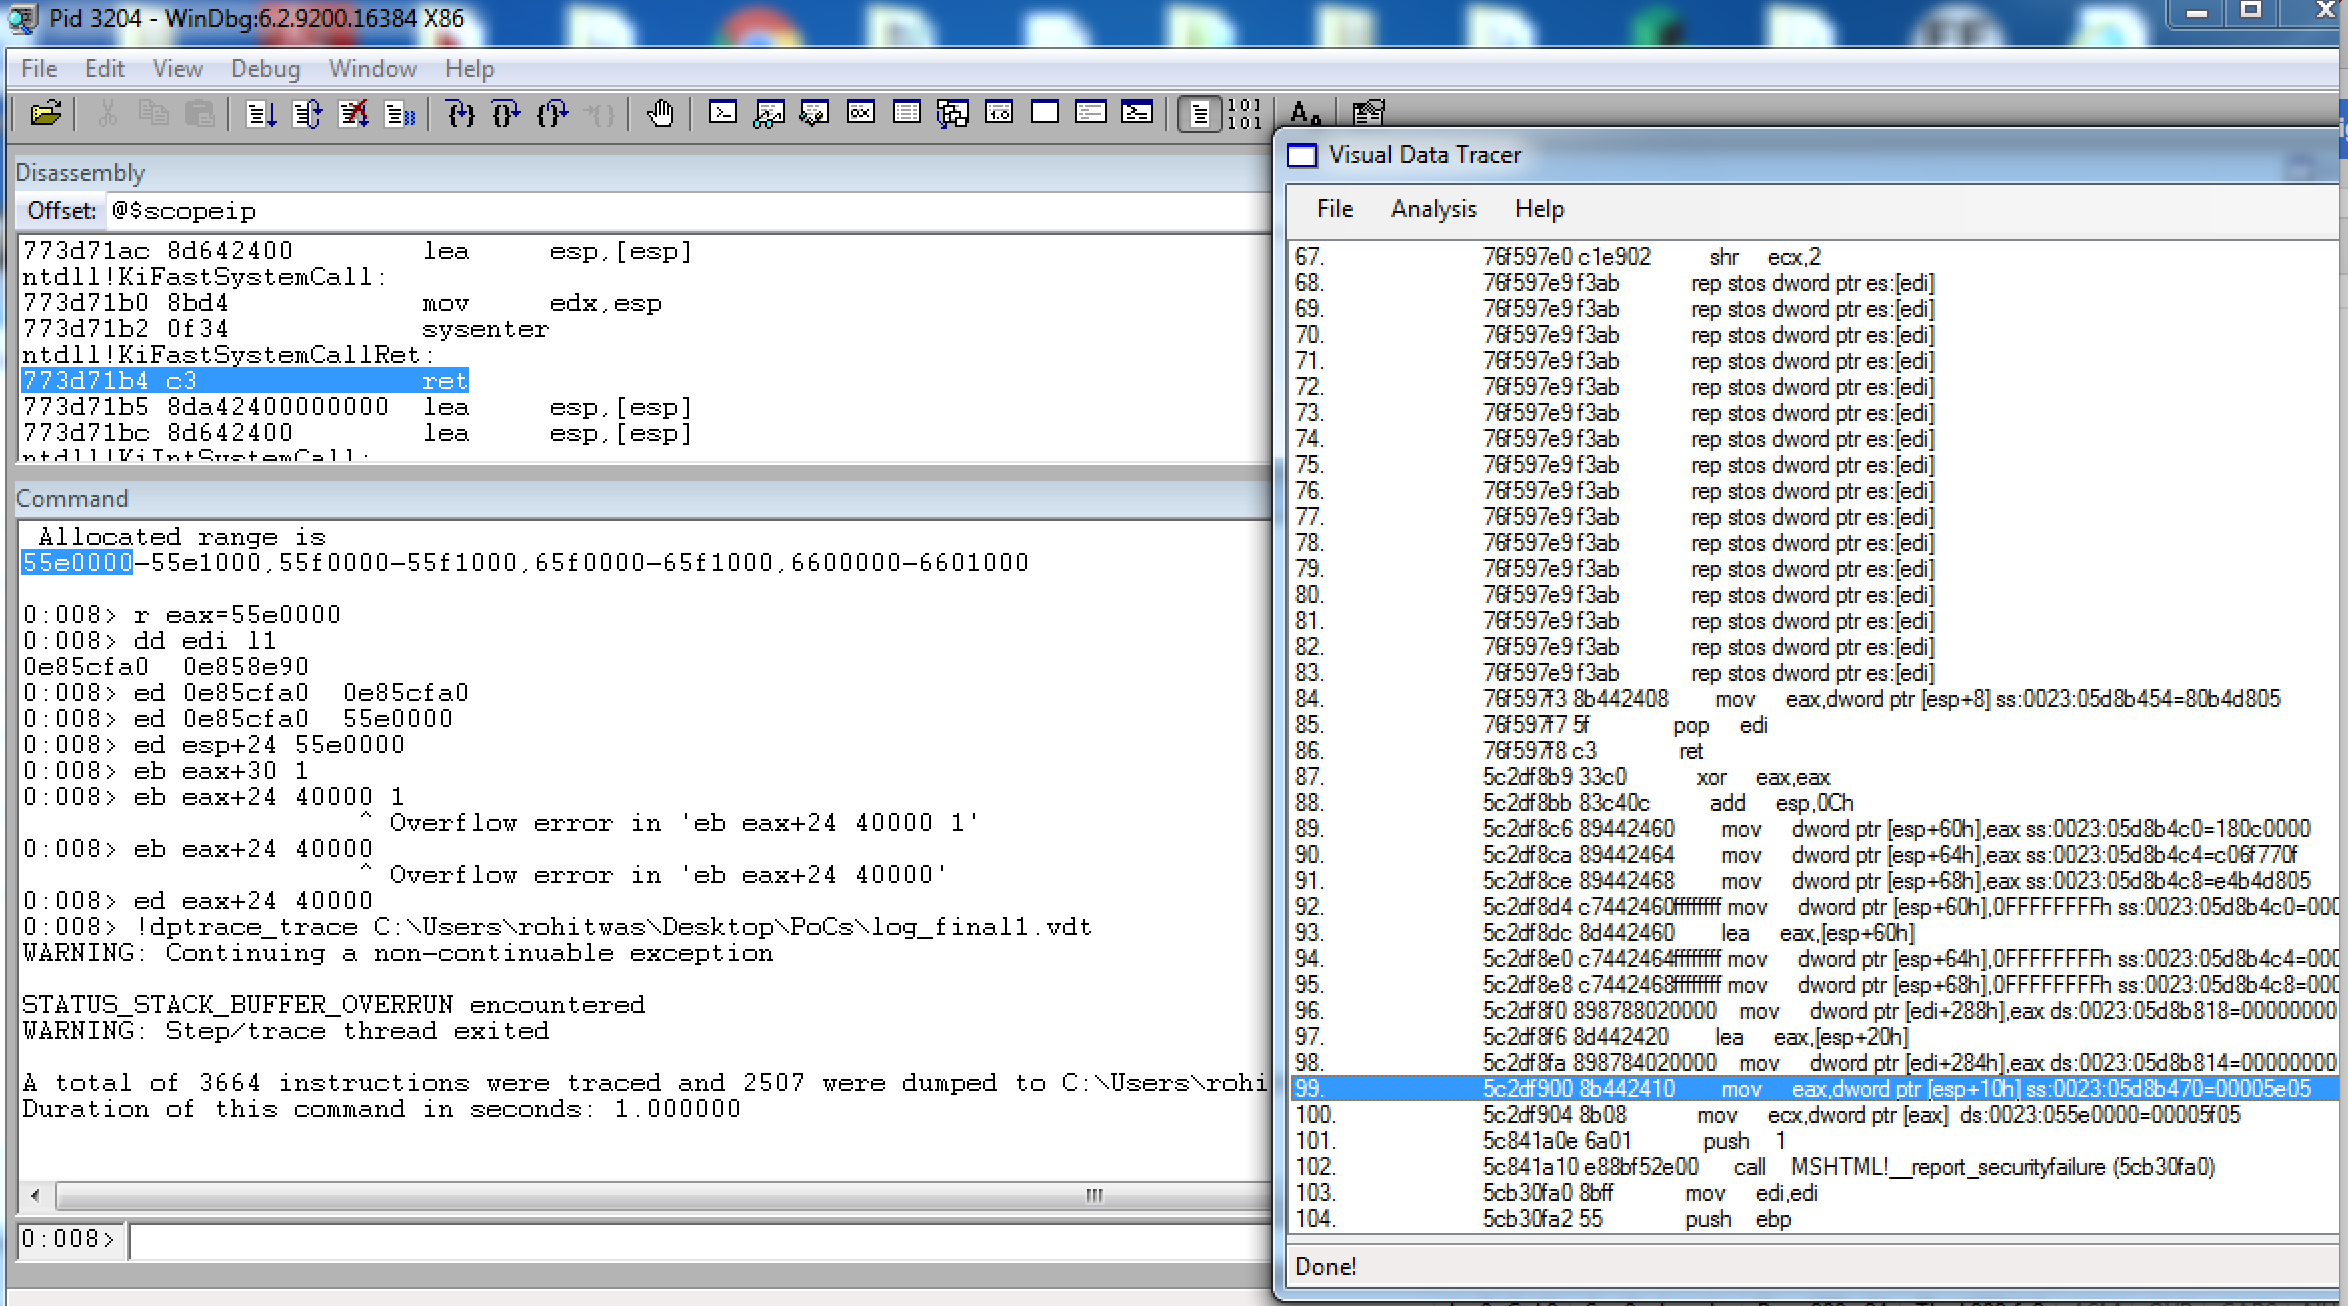 Pid 3204 - WinDbg:6.2.9200.16384 X86
File Edit View Debug Window Help
Disassembly
Offset: @$scopeip
773d71ac 8d642400 lea esp,[esp]
ntdll!KiFastSystemCall:
773d71b0 8bd4 mov edx,esp
773d71b2 0f34 sysenter
ntdll!KiFastSystemCallRet:
773d71b4 c3 ret
773d71b5 8da42400000000 lea esp,[esp]
773d71bc 8d642400 lea esp,[esp]
ntdll!KiIntSystemCall:
Command
Allocated range is
55e0000-55e1000,55f0000-55f1000,65f0000-65f1000,6600000-6601000
0:008> r eax=55e0000
0:008> dd edi l1
0e85cfa0 0e858e90
0:008> ed 0e85cfa0 0e85cfa0
0:008> ed 0e85cfa0 55e0000
0:008> ed esp+24 55e0000
0:008> eb eax+30 1
0:008> eb eax+24 40000 1
^ Overflow error in 'eb eax+24 40000 1'
0:008> eb eax+24 40000
^ Overflow error in 'eb eax+24 40000'
0:008> ed eax+24 40000
0:008> !dptrace_trace C:\Users\rohitwas\Desktop\PoCs\log_final1.vdt
WARNING: Continuing a non-continuable exception
STATUS_STACK_BUFFER_OVERRUN encountered
WARNING: Step/trace thread exited
A total of 3664 instructions were traced and 2507 were dumped to C:\Users\rohi
Duration of this command in seconds: 1.000000
0:008>
Visual Data Tracer
File Analysis Help
67. 76f597e0 c1e902 shr ecx,2
68. 76f597e9 f3ab rep stos dword ptr es:[edi]
69. 76f597e9 f3ab rep stos dword ptr es:[edi]
70. 76f597e9 f3ab rep stos dword ptr es:[edi]
71. 76f597e9 f3ab rep stos dword ptr es:[edi]
72. 76f597e9 f3ab rep stos dword ptr es:[edi]
73. 76f597e9 f3ab rep stos dword ptr es:[edi]
74. 76f597e9 f3ab rep stos dword ptr es:[edi]
75. 76f597e9 f3ab rep stos dword ptr es:[edi]
76. 76f597e9 f3ab rep stos dword ptr es:[edi]
77. 76f597e9 f3ab rep stos dword ptr es:[edi]
78. 76f597e9 f3ab rep stos dword ptr es:[edi]
79. 76f597e9 f3ab rep stos dword ptr es:[edi]
80. 76f597e9 f3ab rep stos dword ptr es:[edi]
81. 76f597e9 f3ab rep stos dword ptr es:[edi]
82. 76f597e9 f3ab rep stos dword ptr es:[edi]
83. 76f597e9 f3ab rep stos dword ptr es:[edi]
84. 76f597f3 8b442408 mov eax,dword ptr [esp+8] ss:0023:05d8b454=80b4d805
85. 76f597f7 5f pop edi
86. 76f597f8 c3 ret
87. 5c2df8b9 33c0 xor eax,eax
88. 5c2df8bb 83c40c add esp,0Ch
89. 5c2df8c6 89442460 mov dword ptr [esp+60h],eax ss:0023:05d8b4c0=180c0000
90. 5c2df8ca 89442464 mov dword ptr [esp+64h],eax ss:0023:05d8b4c4=c06f770f
91. 5c2df8ce 89442468 mov dword ptr [esp+68h],eax ss:0023:05d8b4c8=e4b4d805
92. 5c2df8d4 c7442460ffffffff mov dword ptr [esp+60h],0FFFFFFFFh ss:0023:05d8b4c0=000
93. 5c2df8dc 8d442460 lea eax,[esp+60h]
94. 5c2df8e0 c7442464ffffffff mov dword ptr [esp+64h],0FFFFFFFFh ss:0023:05d8b4c4=000
95. 5c2df8e8 c7442468ffffffff mov dword ptr [esp+68h],0FFFFFFFFh ss:0023:05d8b4c8=000
96. 5c2df8f0 898788020000 mov dword ptr [edi+288h],eax ds:0023:05d8b818=00000000
97. 5c2df8f6 8d442420 lea eax,[esp+20h]
98. 5c2df8fa 898784020000 mov dword ptr [edi+284h],eax ds:0023:05d8b814=00000000
99. 5c2df900 8b442410 mov eax,dword ptr [esp+10h] ss:0023:05d8b470=00005e05
100. 5c2df904 8b08 mov ecx,dword ptr [eax] ds:0023:055e0000=00005f05
101. 5c841a0e 6a01 push 1
102. 5c841a10 e88bf52e00 call MSHTML!__report_securityfailure (5cb30fa0)
103. 5cb30fa0 8bff mov edi,edi
104. 5cb30fa2 55 push ebp
Done!